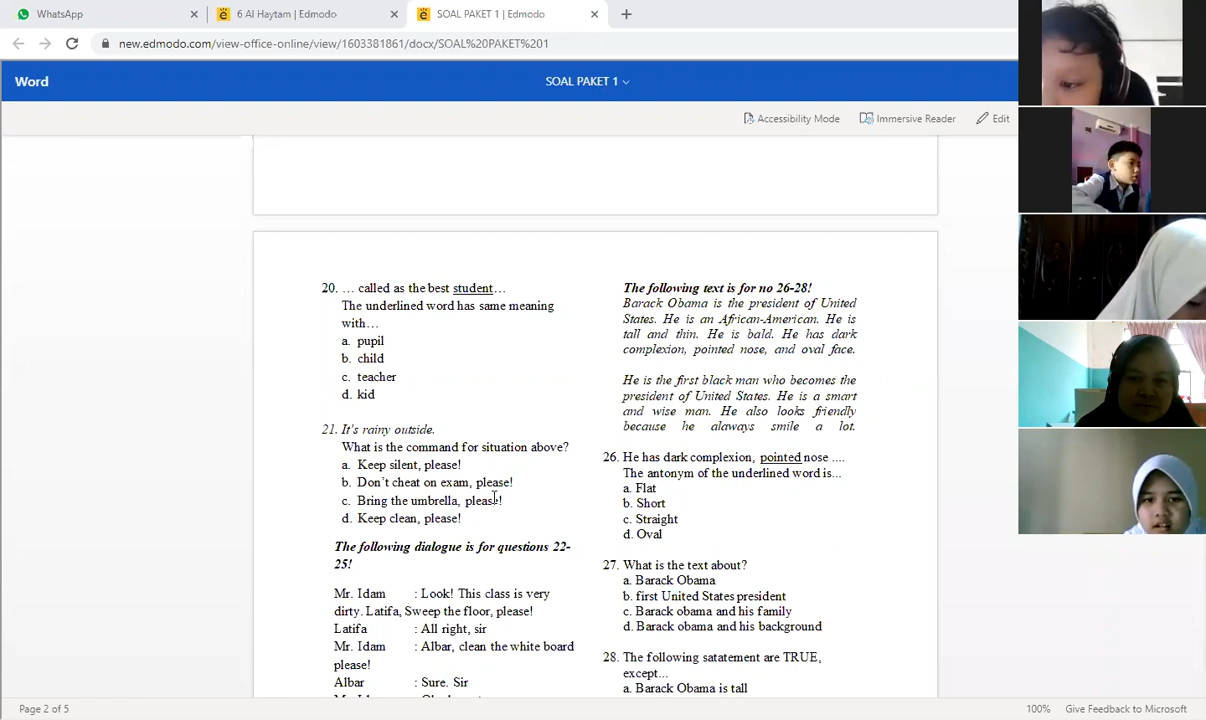 WhatsApp
6 Al Haytam | Edmodo
SOAL PAKET 1 | Edmodo
new.edmodo.com/view-office-online/view/1603381861/docx/SOAL%20PAKET%201
Word
SOAL PAKET 1
Accessibility Mode
Immersive Reader
Edit
20. … called as the best student…
The underlined word has same meaning
with…
a. pupil
b. child
c. teacher
d. kid
21. It's rainy outside.
What is the command for situation above?
a. Keep silent, please!
b. Don’t cheat on exam, please!
c. Bring the umbrella, please!
d. Keep clean, please!
The following dialogue is for questions 22-
25!
Mr. Idam : Look! This class is very
dirty. Latifa, Sweep the floor, please!
Latifa : All right, sir
Mr. Idam : Albar, clean the white board
please!
Albar : Sure. Sir
The following text is for no 26-28!
Barack Obama is the president of United
States. He is an African-American. He is
tall and thin. He is bald. He has dark
complexion, pointed nose, and oval face.
He is the first black man who becomes the
president of United States. He is a smart
and wise man. He also looks friendly
because he alaways smile a lot.
26. He has dark complexion, pointed nose ....
The antonym of the underlined word is...
a. Flat
b. Short
c. Straight
d. Oval
27. What is the text about?
a. Barack Obama
b. first United States president
c. Barack obama and his family
d. Barack obama and his background
28. The following satatement are TRUE,
except...
a. Barack Obama is tall
Page 2 of 5
100%
Give Feedback to Microsoft